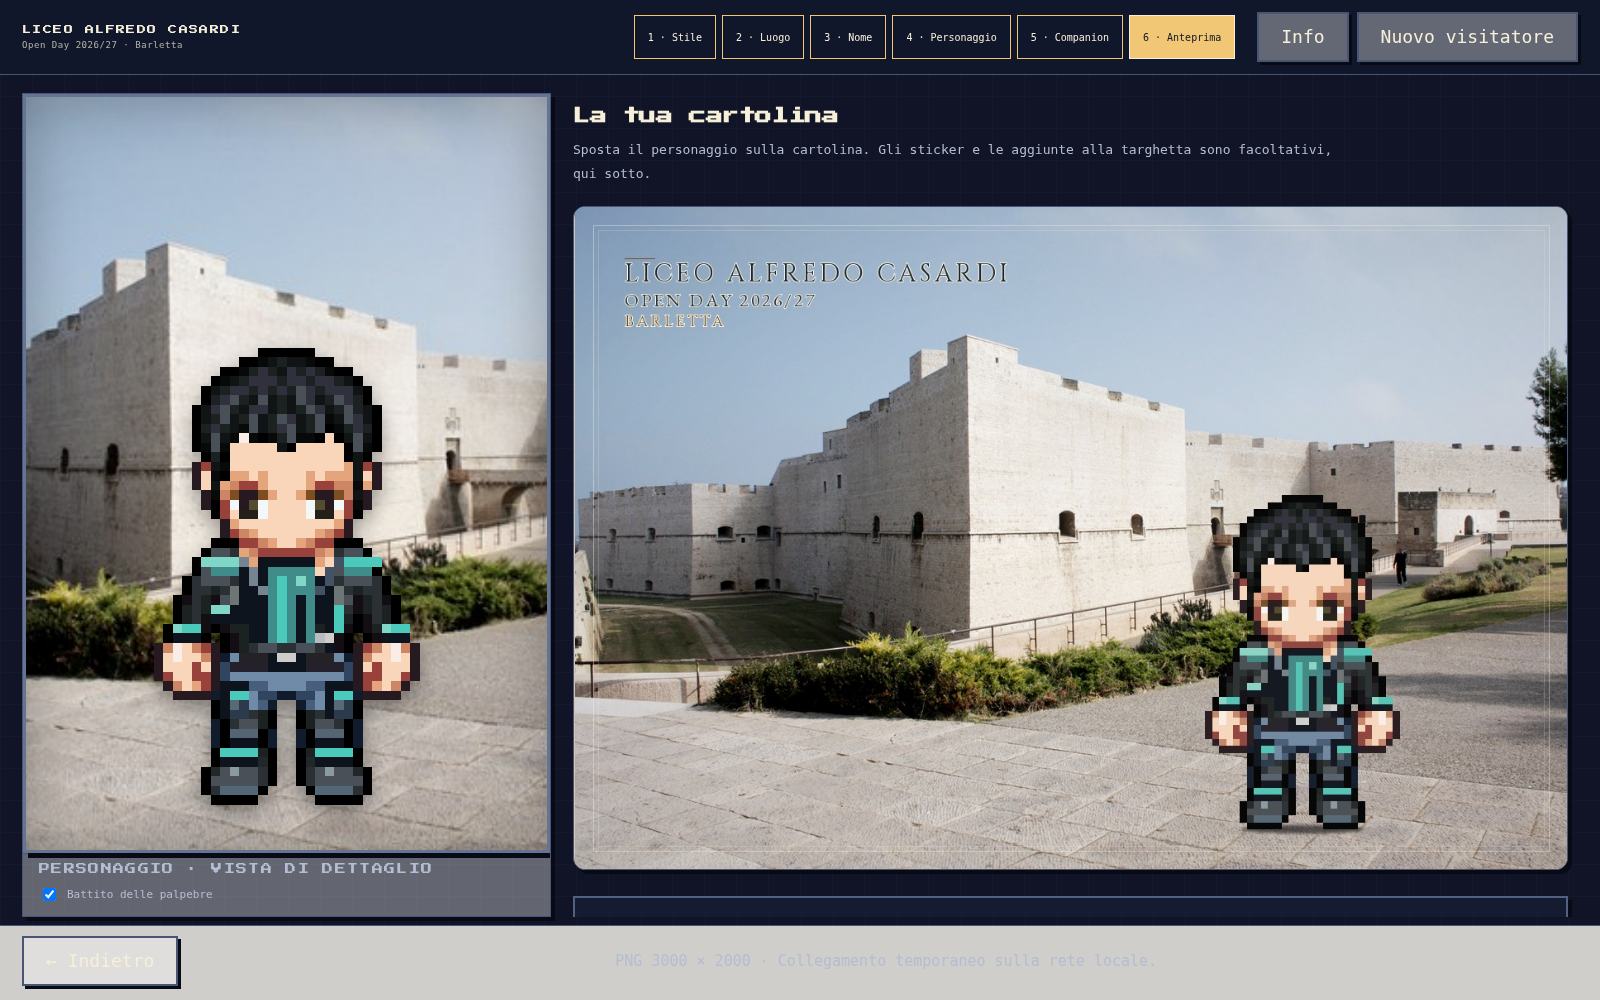 LICEO ALFREDO CASARDI
Open Day 2026/27 · Barletta
1 · Stile
2 · Luogo
3 · Nome
4 · Personaggio
5 · Companion
6 · Anteprima
Info
Nuovo visitatore
La tua cartolina
Sposta il personaggio sulla cartolina. Gli sticker e le aggiunte alla targhetta sono facoltativi,
qui sotto.
LICEO ALFREDO CASARDI
OPEN DAY 2026/27
BARLETTA
PERSONAGGIO · VISTA DI DETTAGLIO
Battito delle palpebre
← Indietro
PNG 3000 × 2000 · Collegamento temporaneo sulla rete locale.